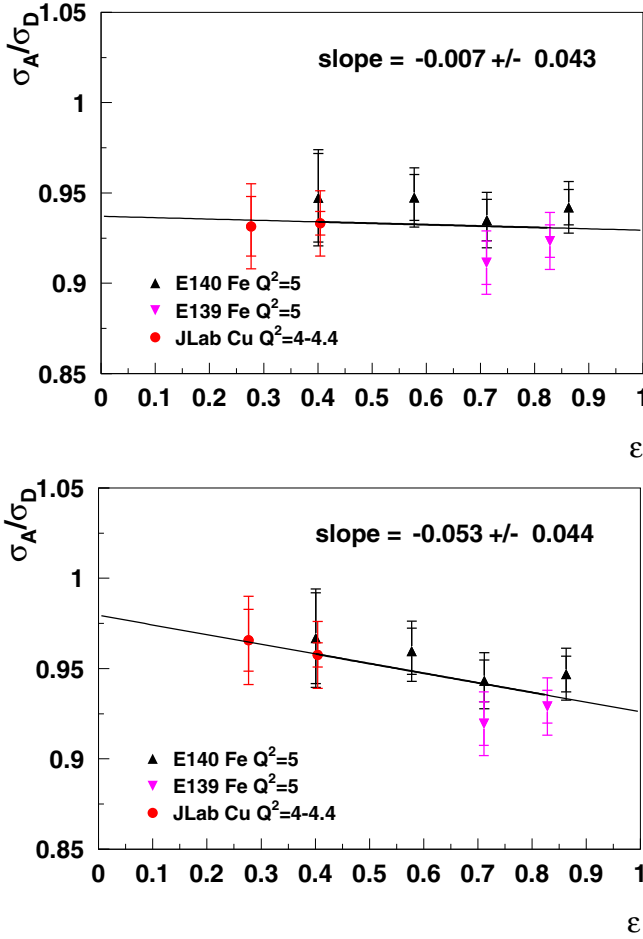 σA/σD
1.05
1
0.95
0.9
0.85
slope = -0.007 +/- 0.043
E140 Fe Q²=5
E139 Fe Q²=5
JLab Cu Q²=4-4.4
0 0.1 0.2 0.3 0.4 0.5 0.6 0.7 0.8 0.9 1
ε
σA/σD
1.05
1
0.95
0.9
0.85
slope = -0.053 +/- 0.044
E140 Fe Q²=5
E139 Fe Q²=5
JLab Cu Q²=4-4.4
0 0.1 0.2 0.3 0.4 0.5 0.6 0.7 0.8 0.9 1
ε